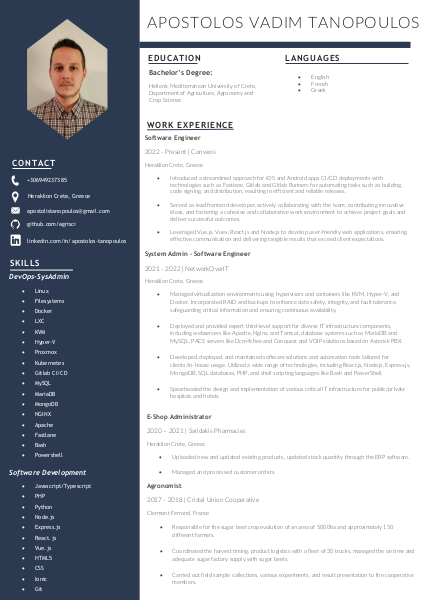 APOSTOLOS VADIM TANOPOULOS
CONTACT
+306949237385
Heraklion Crete, Greece
apostolistanopoulos@gmail.com
github.com/agrisci
linkedin.com/in/apostolos-tanopoulos
SKILLS
DevOps-SysAdmin
Linux
Filesystems
Docker
LXC
KVM
Hyper-V
Proxmox
Kubernetes
Gitlab CI/CD
MySQL
MariaDB
MongoDB
NGINX
Apache
Fastlane
Bash
Powershell
Software Development
Javascript/Typescript
PHP
Python
Node.js
Express.js
React.js
Vue.js
HTML5
CSS
Ionic
Git
EDUCATION
Bachelor's Degree:
Hellenic Mediterranean University of Crete,
Department of Agriculture, Agronomy and
Crop Science
LANGUAGES
English
French
Greek
WORK EXPERIENCE
Software Engineer
2022 - Present | Conveos
Heraklion Crete, Greece
Introduced a streamlined approach for iOS and Android apps CI/CD deployments with
technologies such as Fastlane, Gitlab and Gitlab Runners for automating tasks such as building,
code signing, and distribution, resulting in efficient and reliable releases.
Served as lead frontend developer, actively collaborating with the team, contributing innovative
ideas, and fostering a cohesive and collaborative work environment to achieve project goals and
deliver successful outcomes.
Leveraged Vue.js, Vuex, React.js and Node.js to develop user-friendly web applications, ensuring
effective communication and delivering tangible results that exceed client expectations.
System Admin - Software Engineer
2021 - 2022 | NetworkOverIT
Heraklion Crete, Greece
Managed virtualization environments using hypervisors and containers like KVM, Hyper-V, and
Docker. Incorporated RAID and backups to enhance data safety, integrity, and fault tolerance,
safeguarding critical information and ensuring continuous availability.
Deployed and provided expert third-level support for diverse IT infrastructure components,
including webservers like Apache, Nginx, and Tomcat, database systems such as MariaDB and
MySQL, PACS servers like Dcm4chee and Conquest and VOIP solutions based on Asterisk PBX.
Developed, deployed, and maintained software solutions and automation tools tailored for
clients/in-house usage. Utilized a wide range of technologies, including React.js, Node.js, Express.js,
MongoDB, SQL databases, PHP, and shell scripting languages like Bash and PowerShell.
Spearheaded the design and implementation of various critical IT infrastructure for public/private
hospitals and hotels.
E-Shop Administrator
2020 – 2021 | Saridakis Pharmacies
Heraklion Crete, Greece
Uploaded new and updated existing products, updated stock quantity through the ERP software.
Managed and processed customer orders.
Agronomist
2017 - 2018 | Cristal Union Cooperative
Clermont Ferrand, France
Responsible for the sugar beet crop evolution of an area of 5000ha and approximately 150
different farmers.
Coordinated the harvest timing, product logistics with a fleet of 30 trucks, managed the on time and
adequate sugar factory supply with sugar beets.
Carried out field sample collections, various experiments, and result presentation to the cooperative
members.